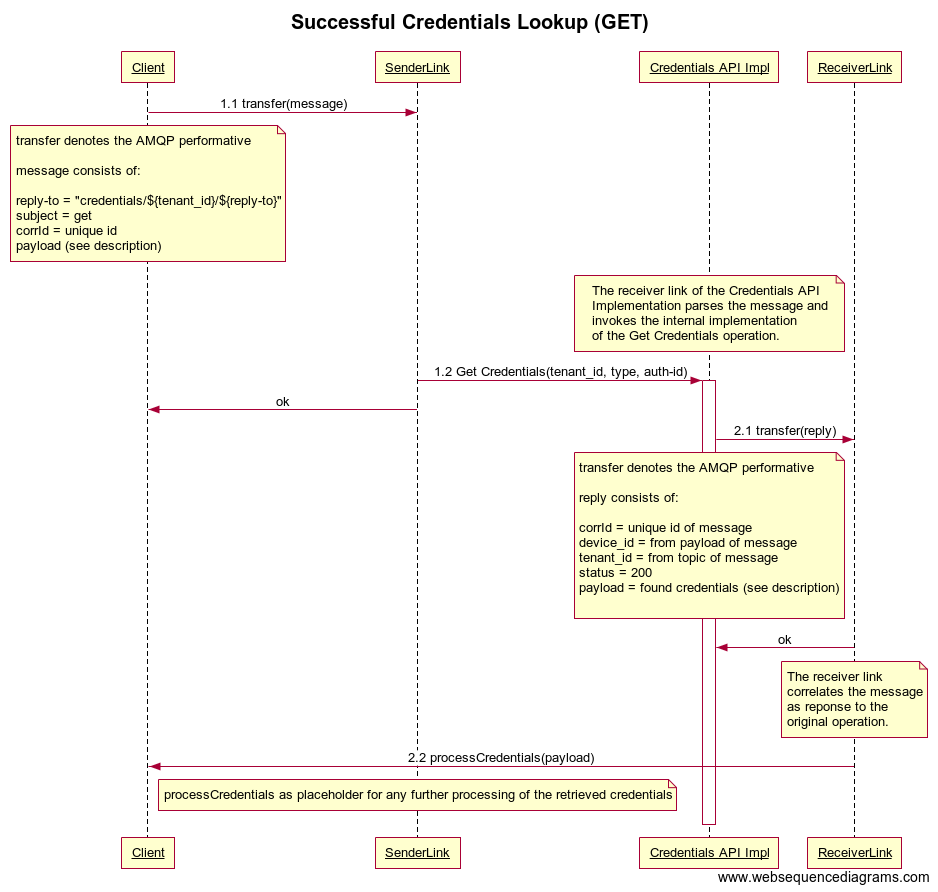 Successful Credentials Lookup (GET)
Client
SenderLink
Credentials API Impl
ReceiverLink
1.1 transfer(message)
transfer denotes the AMQP performative
message consists of:
reply-to = "credentials/${tenant_id}/${reply-to}"
subject = get
corrId = unique id
payload (see description)
The receiver link of the Credentials API
Implementation parses the message and
invokes the internal implementation
of the Get Credentials operation.
1.2 Get Credentials(tenant_id, type, auth-id)
ok
2.1 transfer(reply)
transfer denotes the AMQP performative
reply consists of:
corrId = unique id of message
device_id = from payload of message
tenant_id = from topic of message
status = 200
payload = found credentials (see description)
ok
The receiver link
correlates the message
as reponse to the
original operation.
2.2 processCredentials(payload)
processCredentials as placeholder for any further processing of the retrieved credentials
Client
SenderLink
Credentials API Impl
ReceiverLink
www.websequencediagrams.com